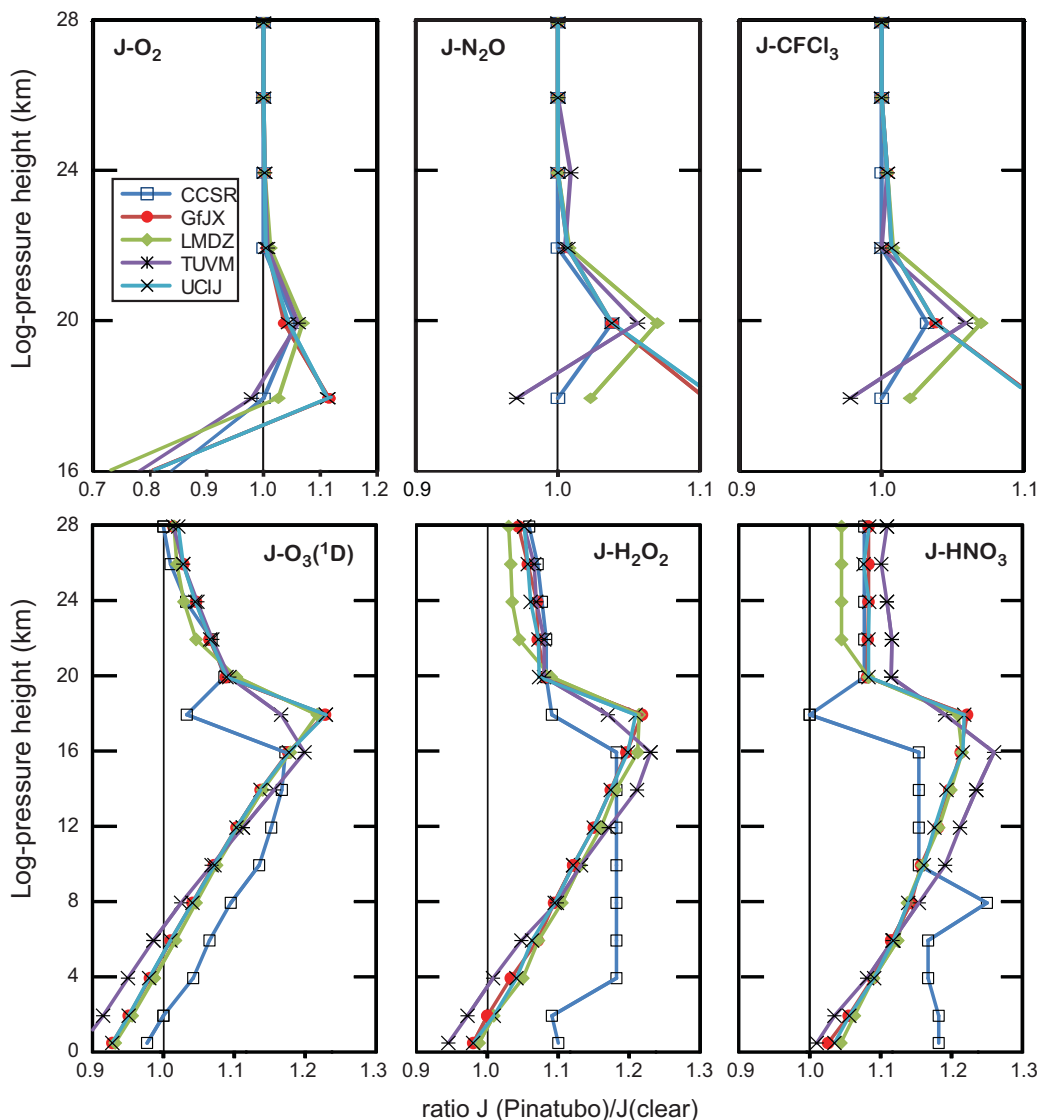 J-O₂
J-N₂O
J-CFCl₃
Log-pressure height (km)
28
24
20
16
CCSR
GfJX
LMDZ
TUVM
UCIJ
0.7 0.8 0.9 1.0 1.1 1.2
0.9 1.0 1.1
0.9 1.0 1.1
J-O₃(¹D)
J-H₂O₂
J-HNO₃
Log-pressure height (km)
28
24
20
16
12
8
4
0
0.9 1.0 1.1 1.2 1.3
0.9 1.0 1.1 1.2 1.3
0.9 1.0 1.1 1.2 1.3
ratio J (Pinatubo)/J(clear)